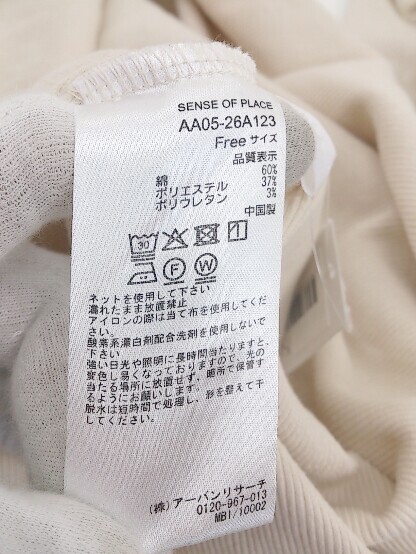 SENSE OF PLACE
AA05-26A123
Free サイズ
品質表示
綿 60%
ポリエステル 37%
ポリウレタン 3%
中国製
30
F W
ネットを使用して下さい
濡れたまま放置禁止
アイロンの際は当て布を使用してくだ
さい。
酸素系漂白剤配合洗剤を使用しないで
下さい
強い日光や照明に長時間当たりますと、
変色し易くなっておりますので、光の
当たる場所に放置せず、暗所で保管す
るようにお願いします。
脱水は短時間で処理し、形を整えて干
してください。
(株) アーバンリサーチ
0120-967-013
MBI/10002